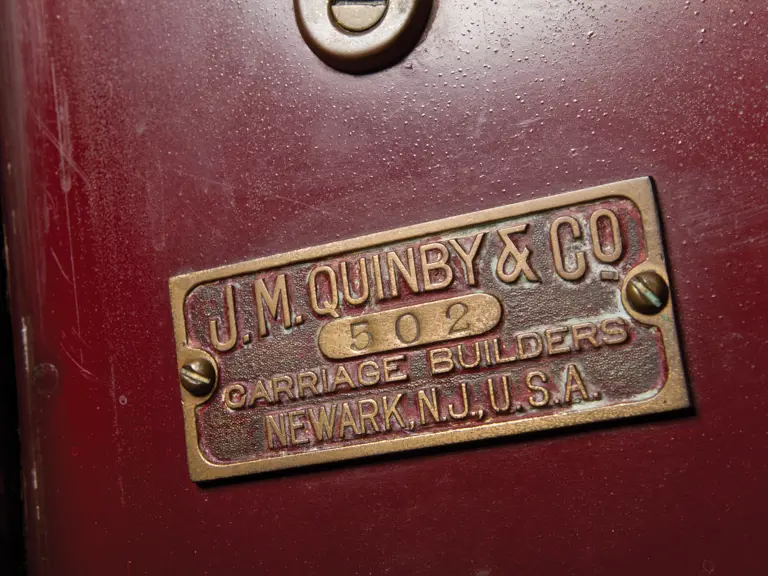 J.M. QUINBY & CO
502
CARRIAGE BUILDERS
NEWARK, N.J., U.S.A.